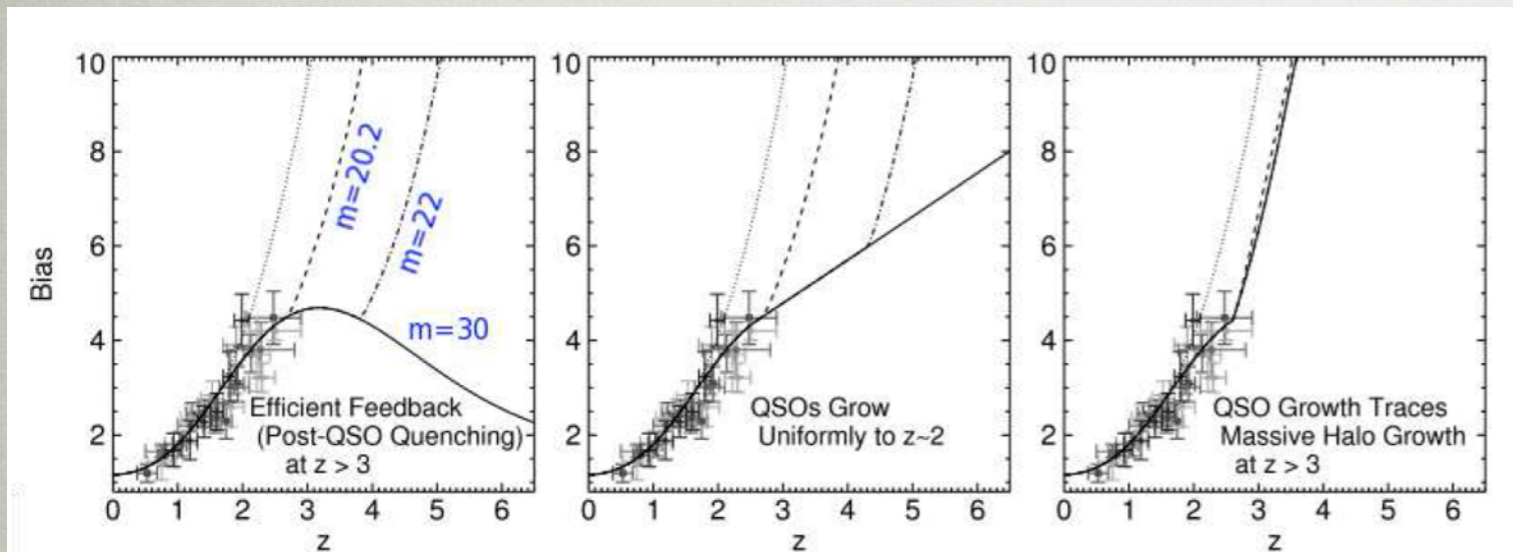 10
8
6
4
2
Bias
0 1 2 3 4 5 6
z
m=20.2
m=22
m=30
Efficient Feedback
(Post-QSO Quenching)
at z > 3
10
8
6
4
2
0 1 2 3 4 5 6
z
QSOs Grow
Uniformly to z~2
10
8
6
4
2
0 1 2 3 4 5 6
z
QSO Growth Traces
Massive Halo Growth
at z > 3